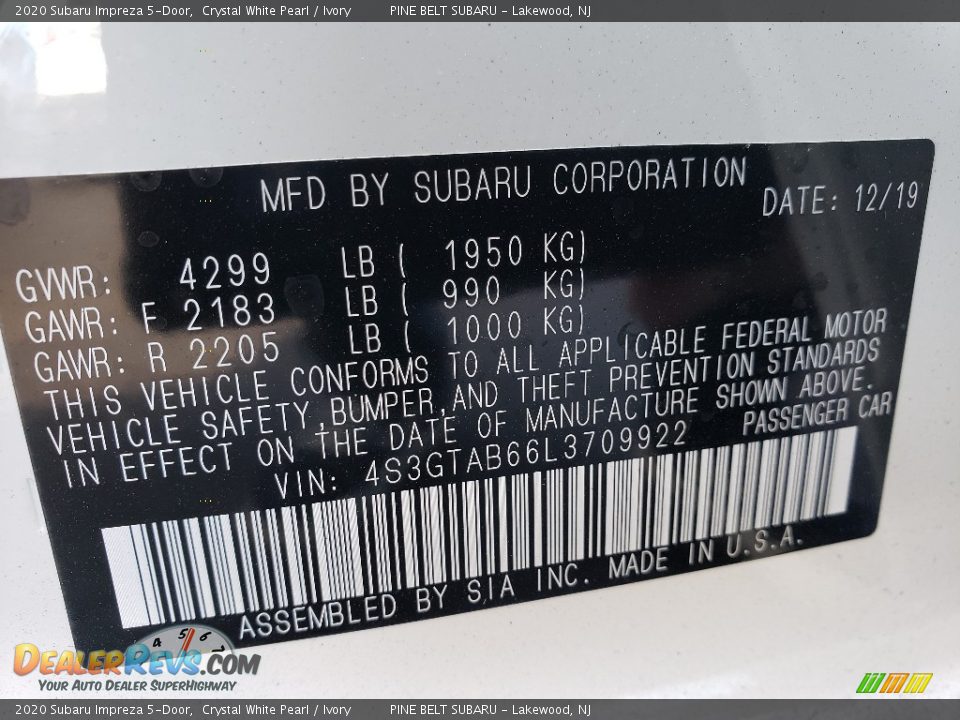 2020 Subaru Impreza 5-Door, Crystal White Pearl / Ivory PINE BELT SUBARU - Lakewood, NJ
MFD BY SUBARU CORPORATION DATE: 12/19
GVWR: 4299 LB ( 1950 KG)
GAWR: F 2183 LB ( 990 KG)
GAWR: R 2205 LB ( 1000 KG)
THIS VEHICLE CONFORMS TO ALL APPLICABLE FEDERAL MOTOR
VEHICLE SAFETY,BUMPER,AND THEFT PREVENTION STANDARDS
IN EFFECT ON THE DATE OF MANUFACTURE SHOWN ABOVE.
VIN: 4S3GTAB66L3709922 PASSENGER CAR
ASSEMBLED BY SIA INC. MADE IN U.S.A.
4 5 6 7
DEALERREVS.COM
YOUR AUTO DEALER SUPERHIGHWAY
2020 Subaru Impreza 5-Door, Crystal White Pearl / Ivory PINE BELT SUBARU - Lakewood, NJ